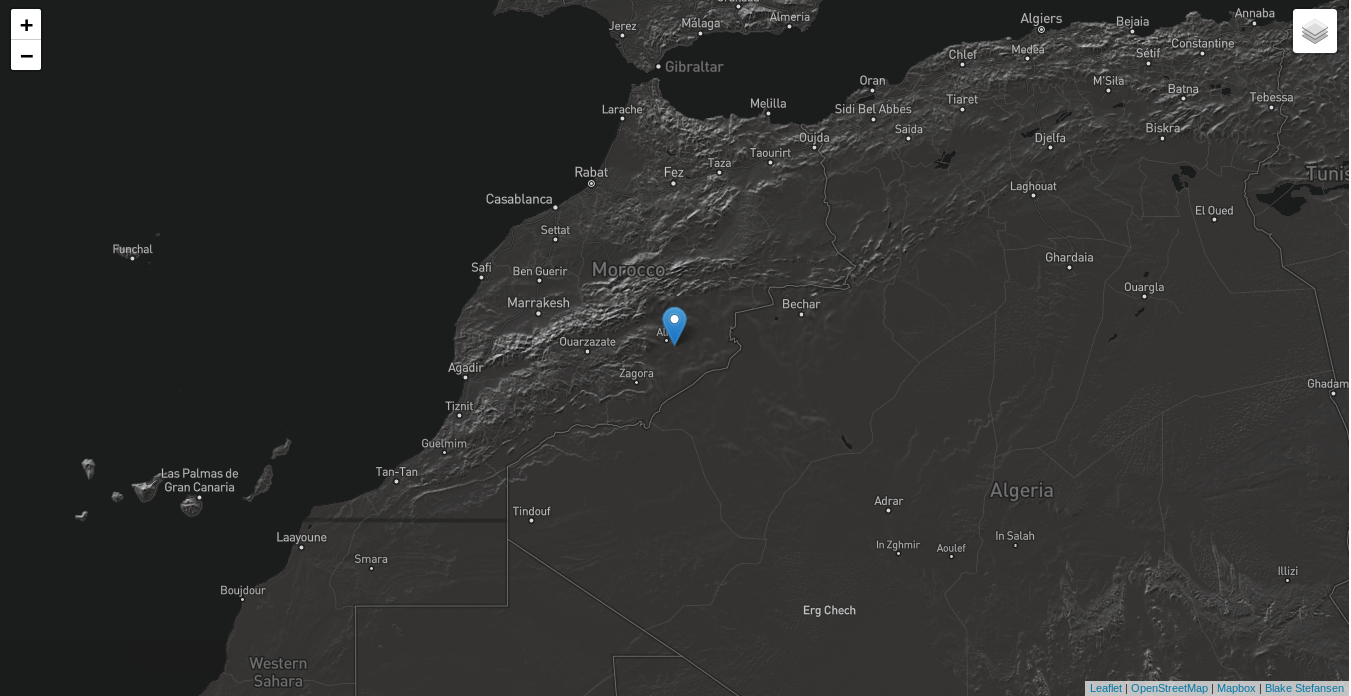 +
−
Granada
Jerez
Málaga
Almeria
Gibraltar
Algiers
Bejaia
Annaba
Chlef
Medea
Sétif
Constantine
Larache
Melilla
Oran
Sidi Bel Abbes
Tiaret
M'Sila
Batna
Tebessa
Oujda
Saida
Djelfa
Biskra
Rabat
Fez
Taza
Taourirt
Tunis
Casablanca
Laghouat
El Oued
Settat
Funchal
Safi
Ben Guerir
Morocco
Ghardaia
Ouargla
Marrakesh
Bechar
Ouarzazate
Al
Agadir
Zagora
Ghadam
Tiznit
Guelmim
Tan-Tan
Las Palmas de
Gran Canaria
Algeria
Adrar
Tindouf
Laayoune
In Salah
In Zghmir
Aoulef
Smara
Illizi
Boujdour
Erg Chech
Western
Sahara
Leaflet | OpenStreetMap | Mapbox | Blake Stefansen